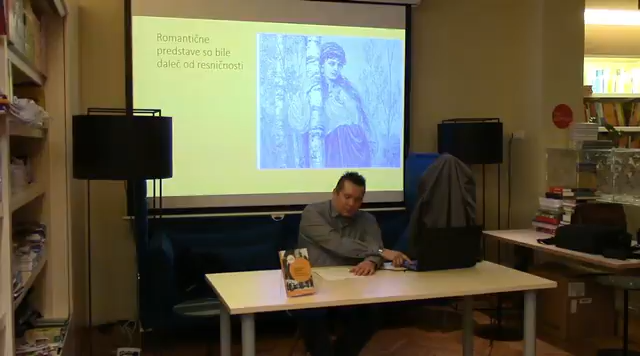 Romantične
predstave so bile
daleč od resničnosti